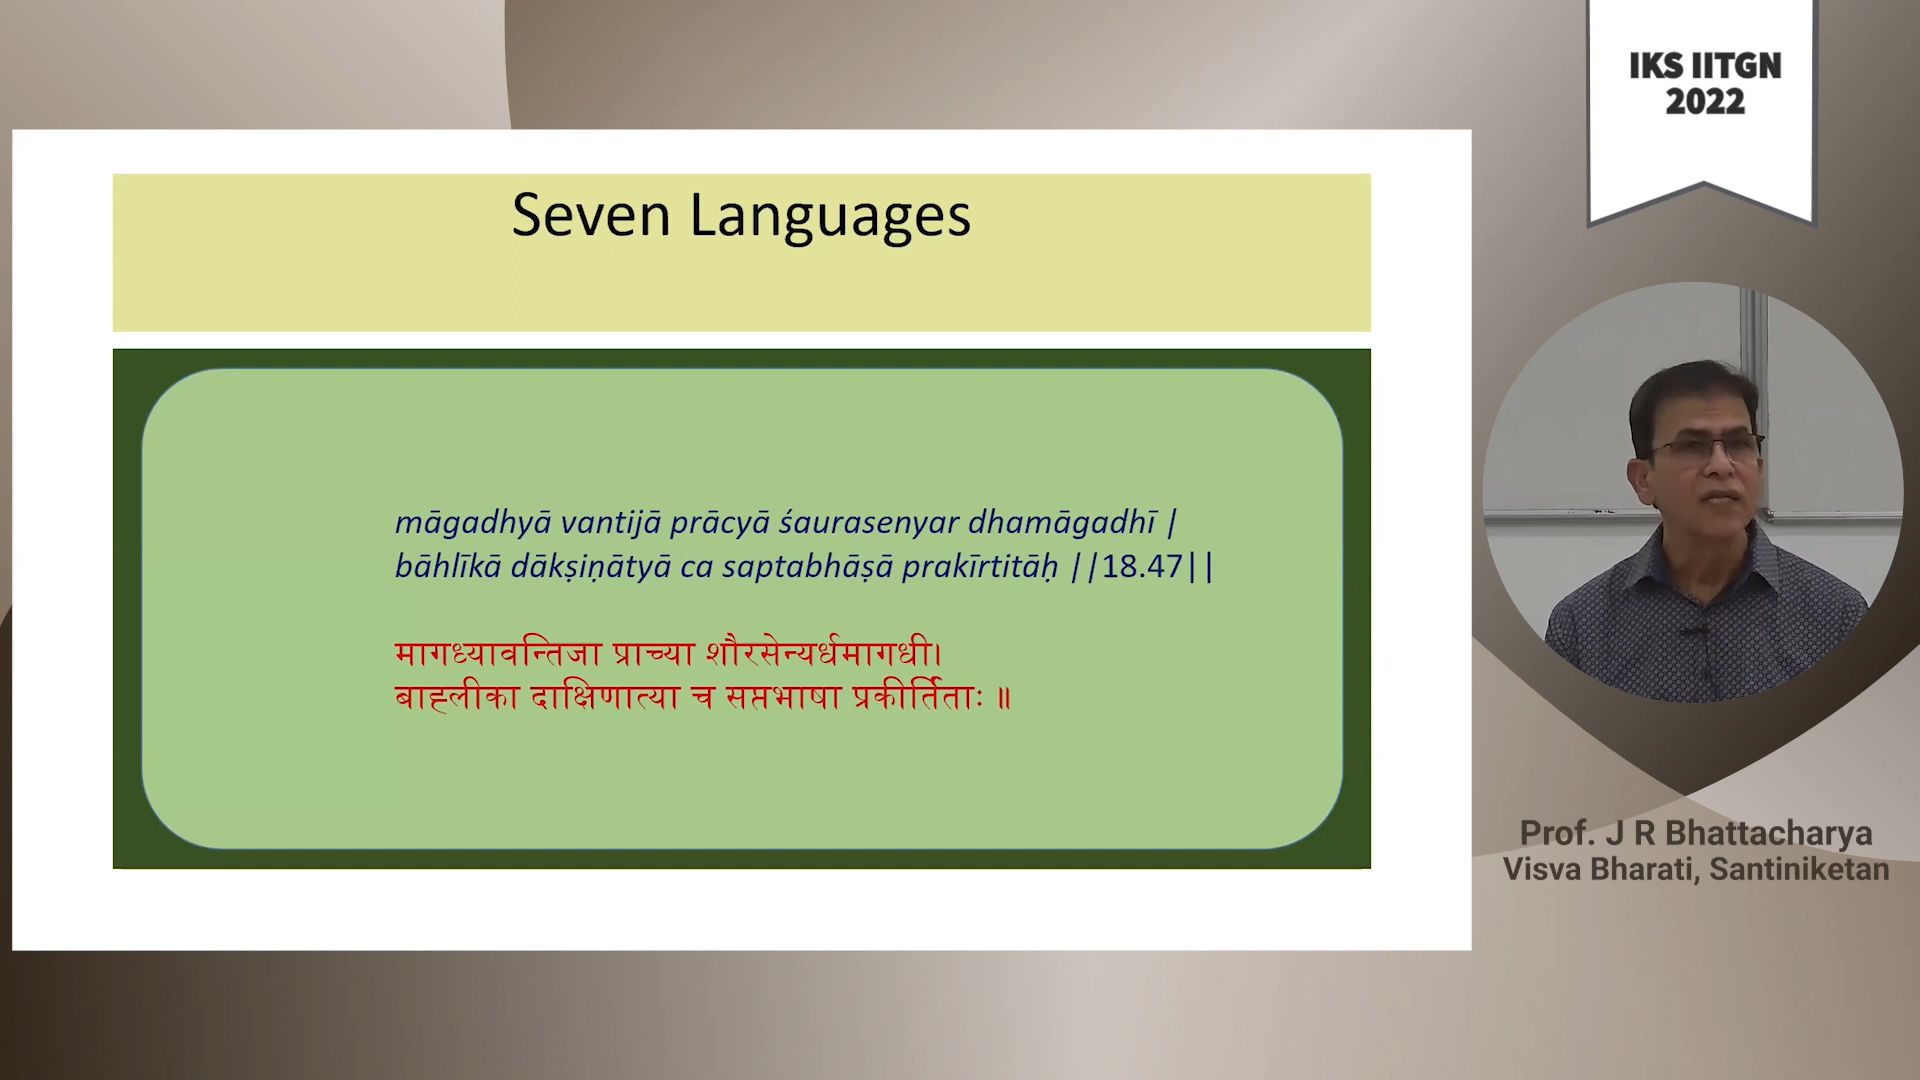 IKS IITGN
2022
Seven Languages
māgadhyā vantijā prācyā śaurasenyar dhamāgadhī |
bāhlīkā dākṣiṇātyā ca saptabhāṣā prakīrtitāḥ ||18.47||
मागध्यावन्तिजा प्राच्या शौरसेन्यर्धमागधी।
बाह्लीका दाक्षिणात्या च सप्तभाषा प्रकीर्तिताः ॥
Prof. J R Bhattacharya
Visva Bharati, Santiniketan